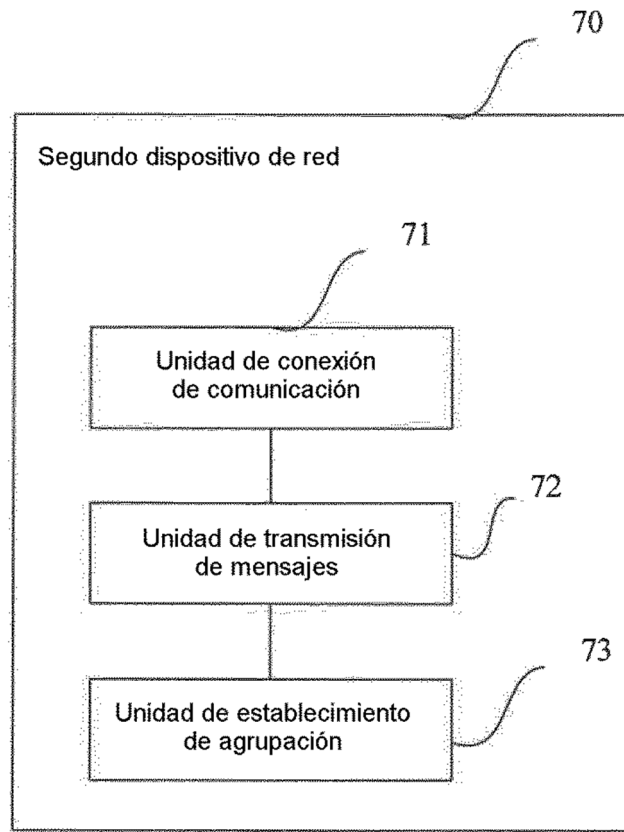 70
Segundo dispositivo de red
71
Unidad de conexión
de comunicación
72
Unidad de transmisión
de mensajes
73
Unidad de establecimiento
de agrupación